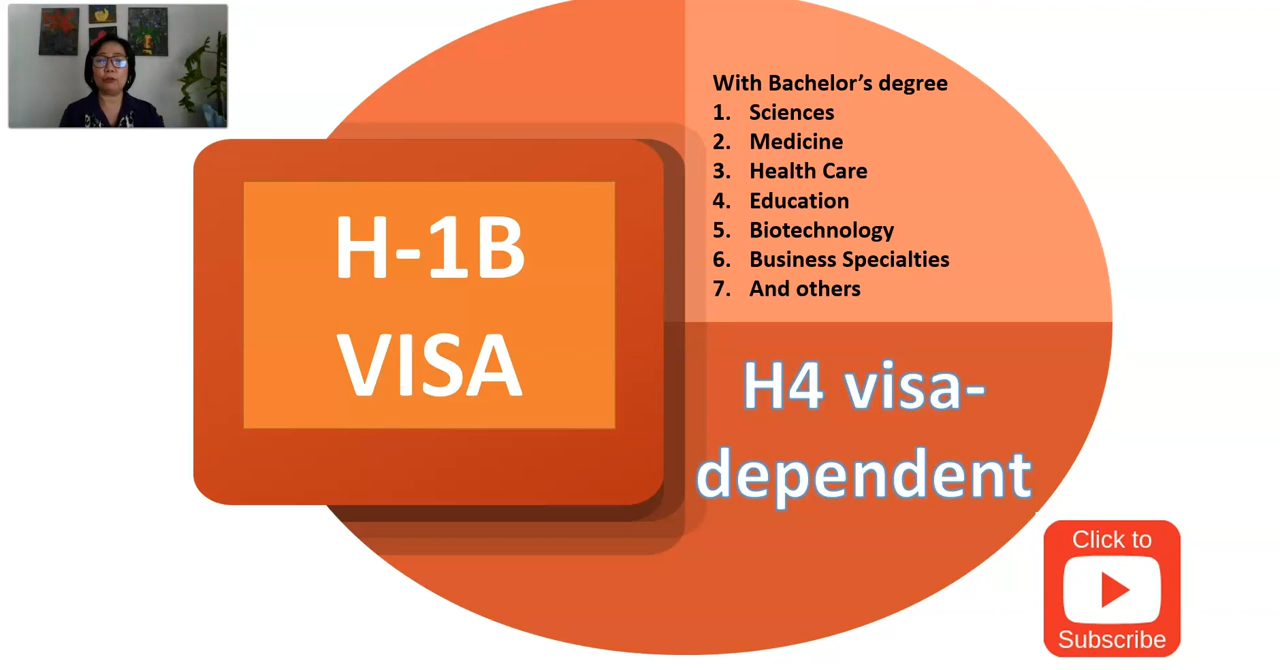 H-1B
VISA
With Bachelor’s degree
1. Sciences
2. Medicine
3. Health Care
4. Education
5. Biotechnology
6. Business Specialties
7. And others
H4 visa-
dependent
Click to
Subscribe